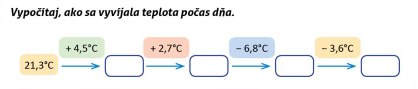 Vypočítaj, ako sa vyvíjala teplota počas dňa.
+ 4,5°C + 2,7°C − 6,8°C − 3,6°C
21,3°C